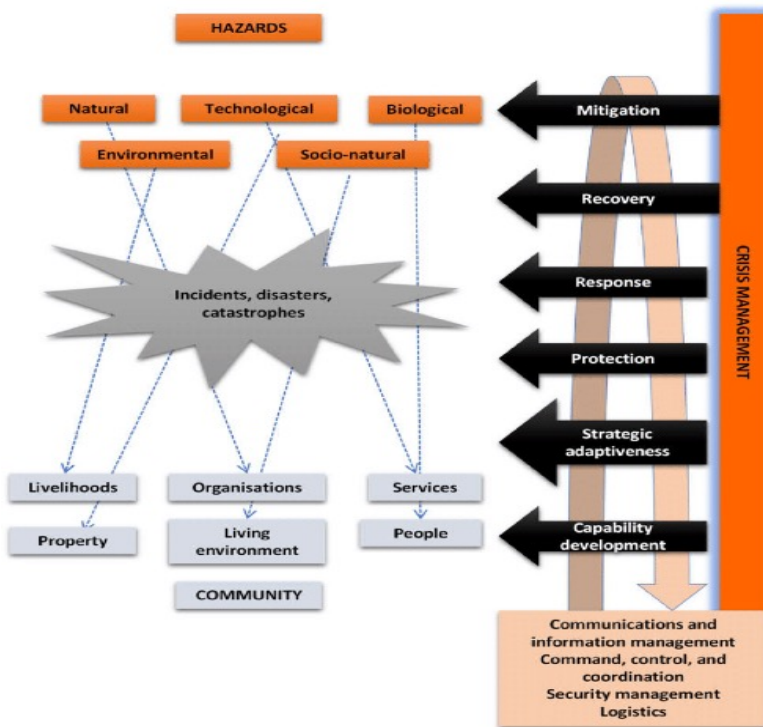 HAZARDS
Natural
Technological
Biological
Environmental
Socio-natural
Incidents, disasters,
catastrophes
Livelihoods
Organisations
Services
Property
Living
environment
People
COMMUNITY
Mitigation
Recovery
Response
Protection
Strategic
adaptiveness
Capability
development
CRISIS MANAGEMENT
Communications and
information management
Command, control, and
coordination
Security management
Logistics